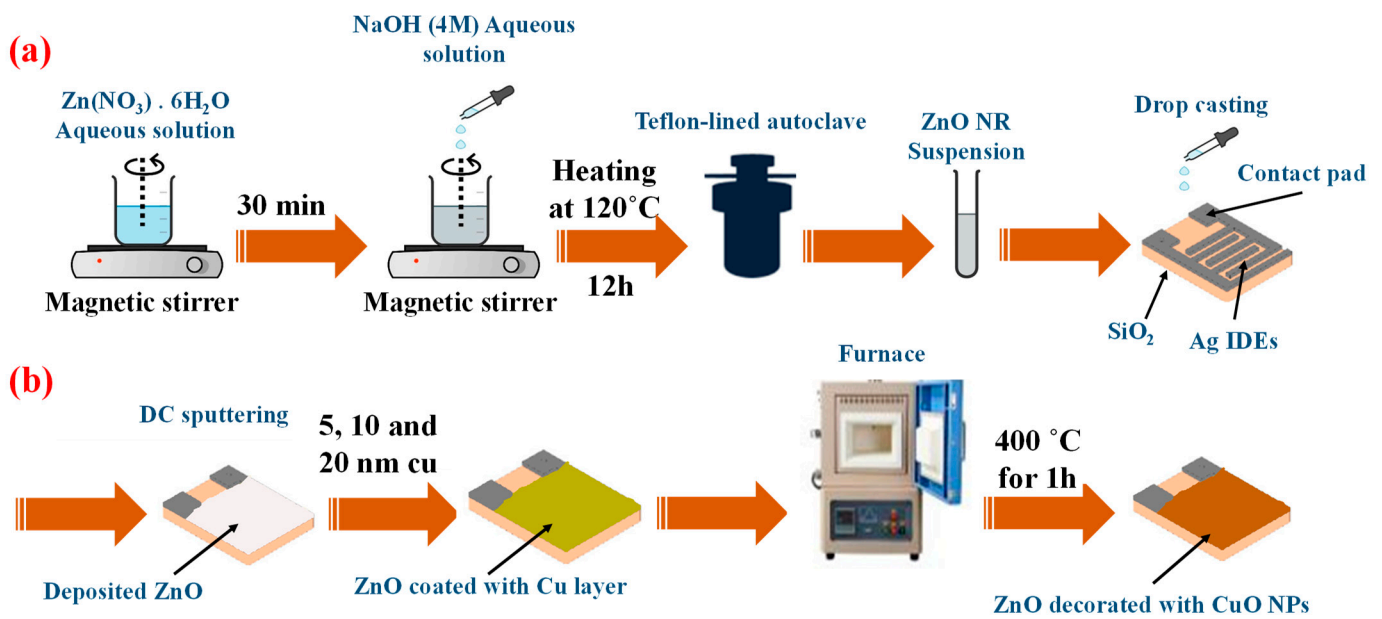 (a)
Zn(NO₃) . 6H₂O
Aqueous solution
Magnetic stirrer
30 min
NaOH (4M) Aqueous
solution
Magnetic stirrer
Heating
at 120˚C
12h
Teflon-lined autoclave
ZnO NR
Suspension
Drop casting
Contact pad
SiO₂
Ag IDEs
(b)
DC sputtering
Deposited ZnO
5, 10 and
20 nm cu
ZnO coated with Cu layer
Furnace
400 ˚C
for 1h
ZnO decorated with CuO NPs